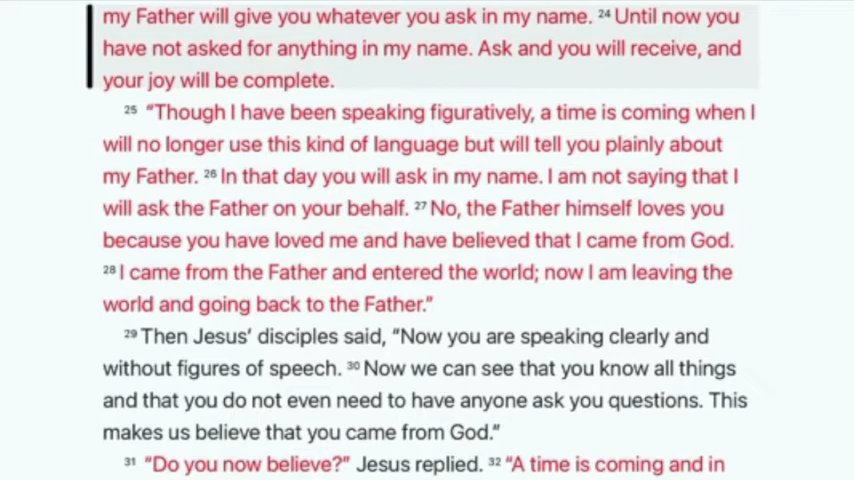 my Father will give you whatever you ask in my name. 24 Until now you
have not asked for anything in my name. Ask and you will receive, and
your joy will be complete.
25 “Though I have been speaking figuratively, a time is coming when I
will no longer use this kind of language but will tell you plainly about
my Father. 26 In that day you will ask in my name. I am not saying that I
will ask the Father on your behalf. 27 No, the Father himself loves you
because you have loved me and have believed that I came from God.
28 I came from the Father and entered the world; now I am leaving the
world and going back to the Father.”
29 Then Jesus’ disciples said, “Now you are speaking clearly and
without figures of speech. 30 Now we can see that you know all things
and that you do not even need to have anyone ask you questions. This
makes us believe that you came from God.”
31 “Do you now believe?” Jesus replied. 32 “A time is coming and in